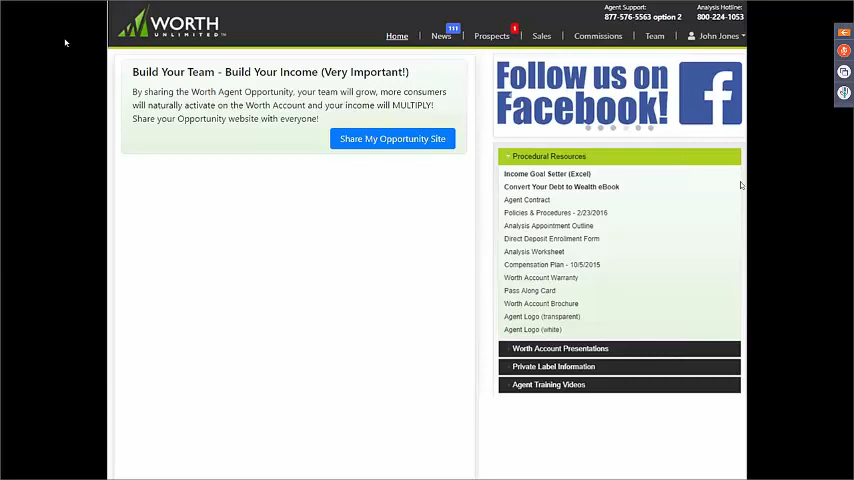 WORTH
UNLIMITED
Agent Support:
877-576-5563 option 2
Analysis Hotline:
800-224-1053
Home
News
111
Prospects
1
Sales
Commissions
Team
John Jones
Build Your Team - Build Your Income (Very Important!)
By sharing the Worth Agent Opportunity, your team will grow, more consumers
will naturally activate on the Worth Account and your income will MULTIPLY!
Share your Opportunity website with everyone!
Share My Opportunity Site
Follow us on
Facebook!
f
Procedural Resources
Income Goal Setter (Excel)
Convert Your Debt to Wealth eBook
Agent Contract
Policies & Procedures - 2/23/2016
Analysis Appointment Outline
Direct Deposit Enrollment Form
Analysis Worksheet
Compensation Plan - 10/5/2015
Worth Account Warranty
Pass Along Card
Worth Account Brochure
Agent Logo (transparent)
Agent Logo (white)
Worth Account Presentations
Private Label Information
Agent Training Videos